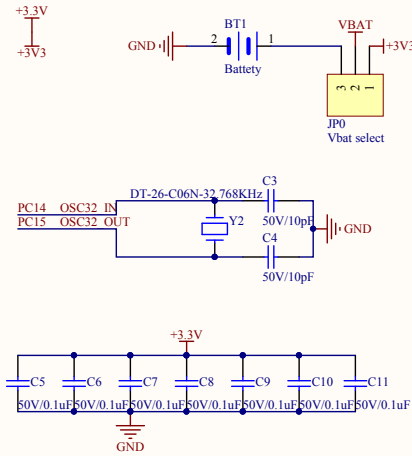 +3.3V
+3V3
BT1
GND
2
1
Battety
VBAT
+3V3
3
2
1
JP0
Vbat select
DT-26-C06N-32.768KHz
C3
50V/10pF
PC14 OSC32_IN
PC15 OSC32_OUT
Y2
GND
C4
50V/10pF
+3.3V
C5 C6 C7 C8 C9 C10 C11
50V/0.1uF 50V/0.1uF 50V/0.1uF 50V/0.1uF 50V/0.1uF 50V/0.1uF 50V/0.1uF
GND